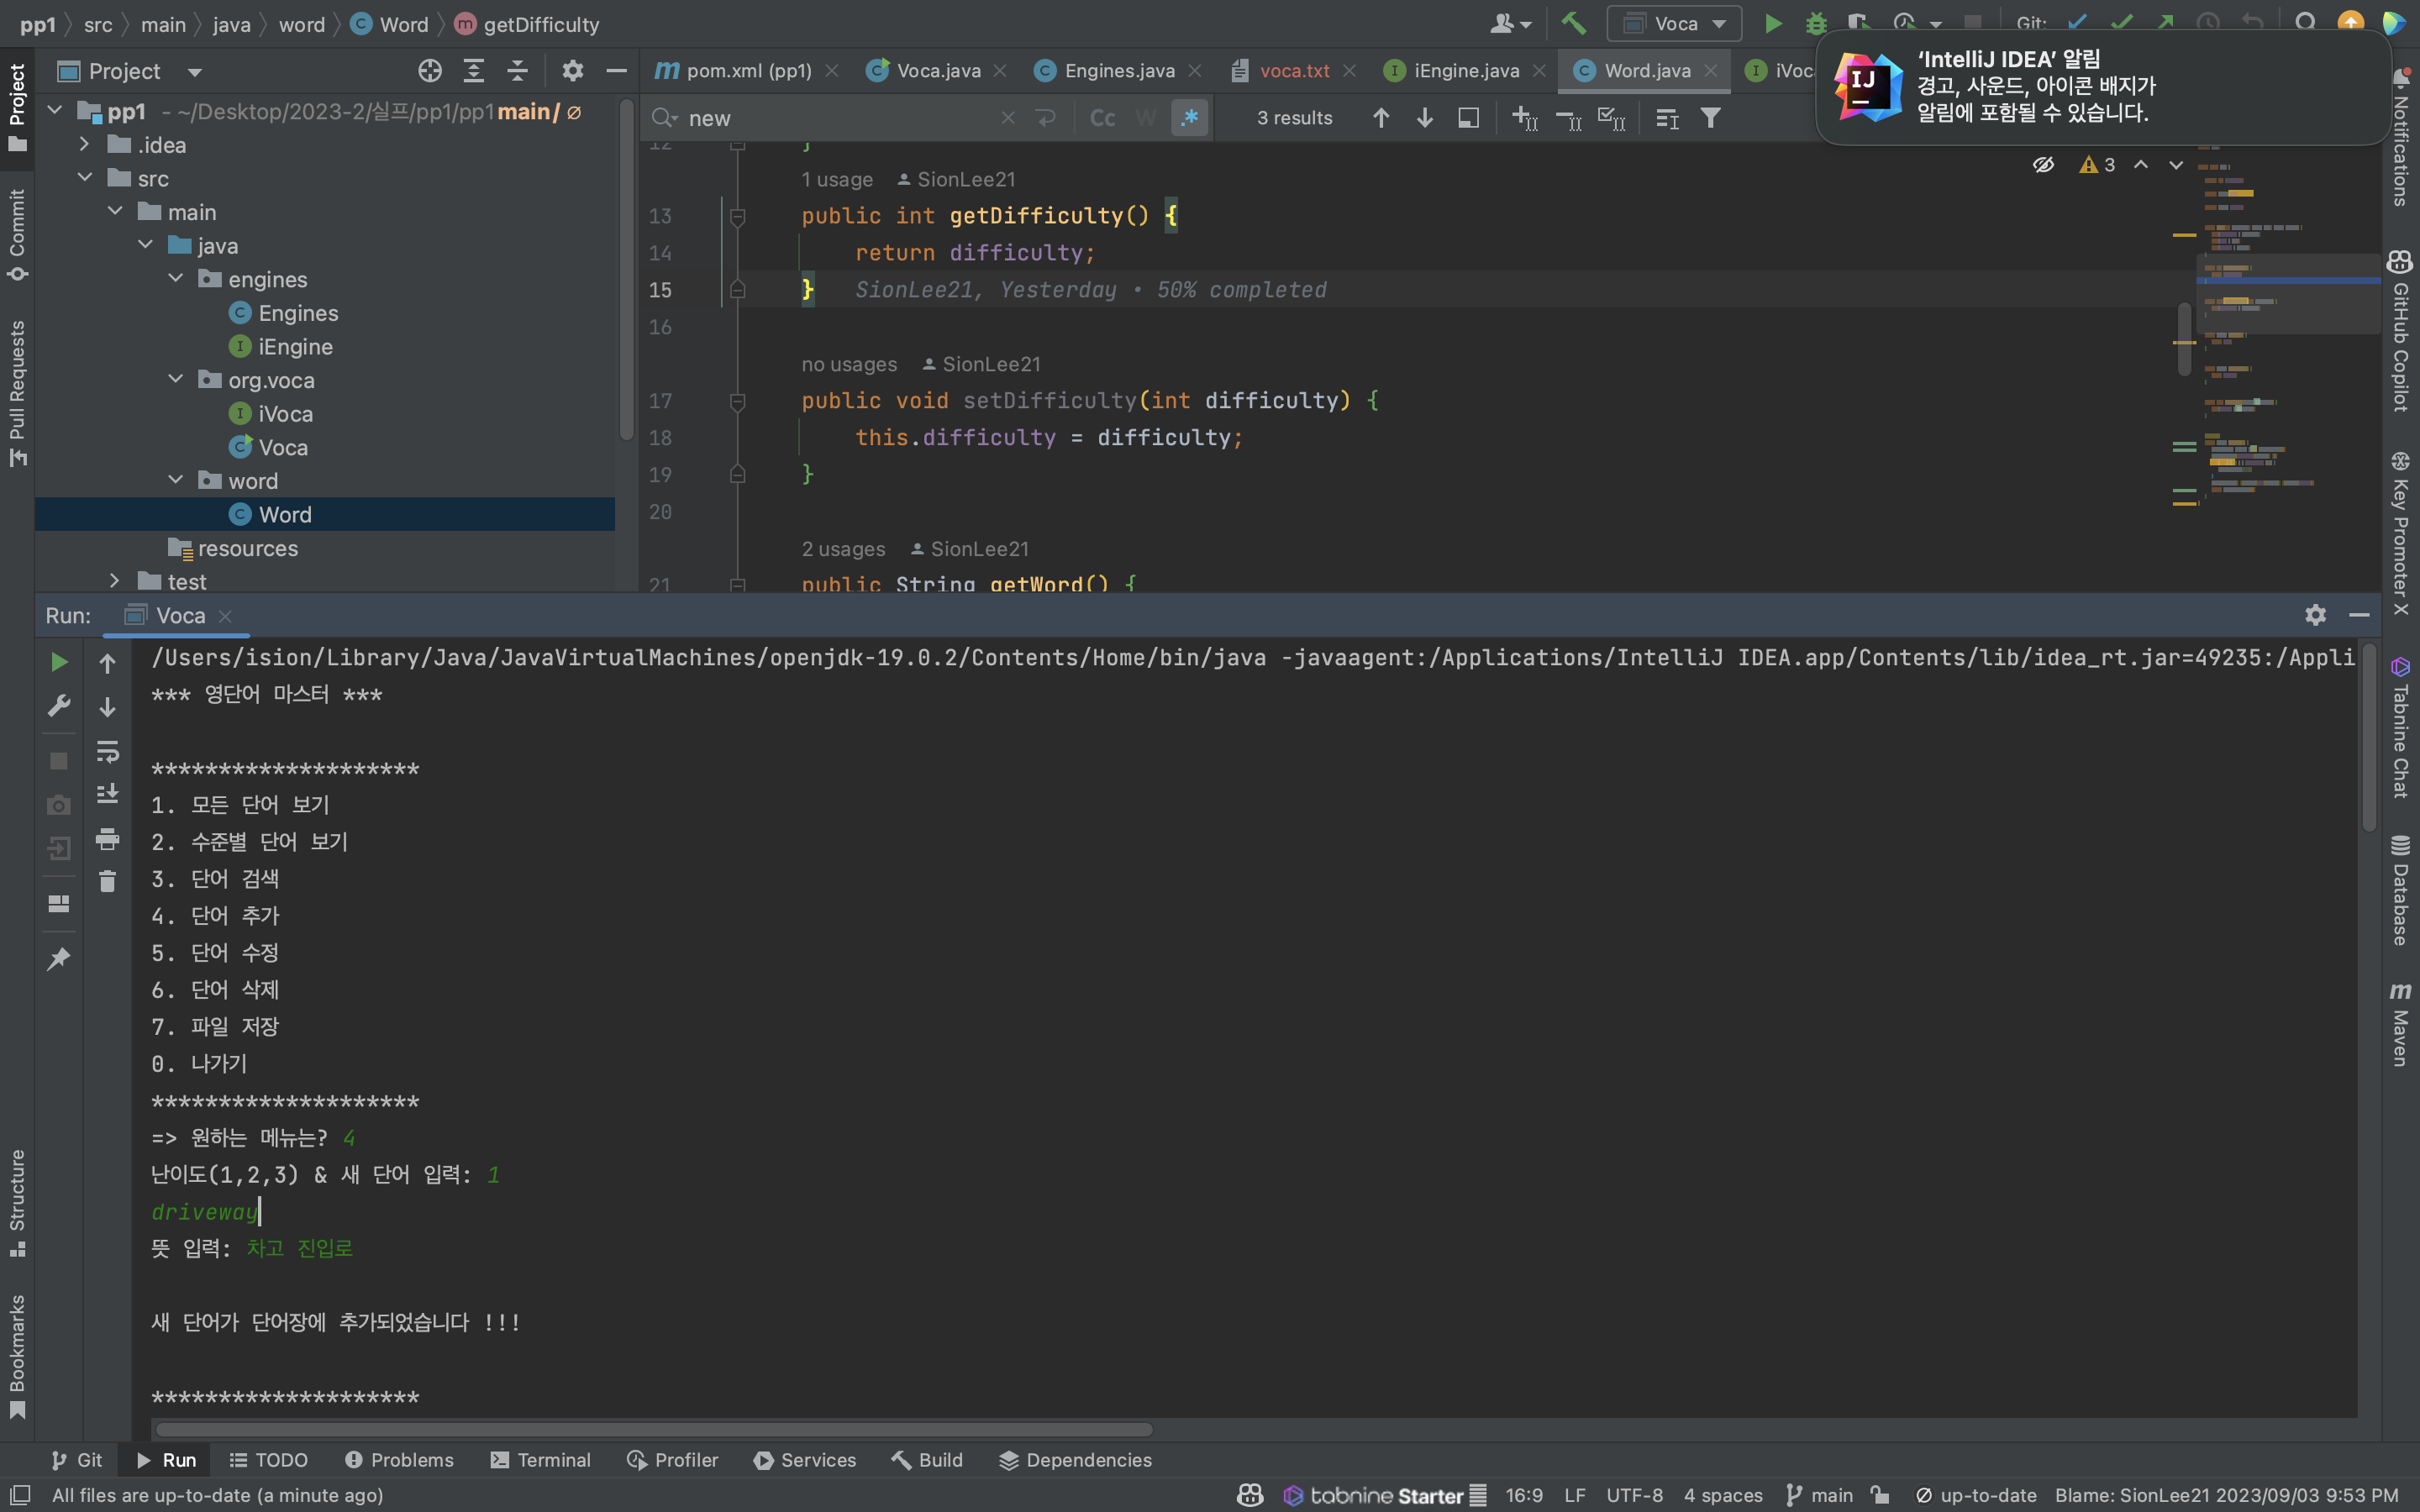 pp1 src main java word Word getDifficulty
Voca
Git:
'IntelliJ IDEA' 알림
경고, 사운드, 아이콘 배지가
알림에 포함될 수 있습니다.
Project
pom.xml (pp1) Voca.java Engines.java voca.txt iEngine.java Word.java iVoc
pp1 - ~/Desktop/2023-2/실프/pp1/pp1 main / ∅
.idea
src
main
java
engines
Engines
iEngine
org.voca
iVoca
Voca
word
Word
resources
test
new
Cc W .* 3 results
3
12 }
1 usage SionLee21
13 public int getDifficulty() {
14 return difficulty;
15 } SionLee21, Yesterday • 50% completed
16
no usages SionLee21
17 public void setDifficulty(int difficulty) {
18 this.difficulty = difficulty;
19 }
20
2 usages SionLee21
21 public String getWord() {
Project
Commit
Pull Requests
Structure
Bookmarks
Notifications
GitHub Copilot
Key Promoter X
Tabnine Chat
Database
Maven
Run: Voca
/Users/ision/Library/Java/JavaVirtualMachines/openjdk-19.0.2/Contents/Home/bin/java -javaagent:/Applications/IntelliJ IDEA.app/Contents/lib/idea_rt.jar=49235:/Appli
*** 영단어 마스터 ***
********************
1. 모든 단어 보기
2. 수준별 단어 보기
3. 단어 검색
4. 단어 추가
5. 단어 수정
6. 단어 삭제
7. 파일 저장
0. 나가기
********************
=> 원하는 메뉴는? 4
난이도(1,2,3) & 새 단어 입력: 1
driveway
뜻 입력: 차고 진입로
새 단어가 단어장에 추가되었습니다 !!!
********************
Git Run TODO Problems Terminal Profiler Services Build Dependencies
All files are up-to-date (a minute ago)
tabnine Starter 16:9 LF UTF-8 4 spaces main ∅ up-to-date Blame: SionLee21 2023/09/03 9:53 PM